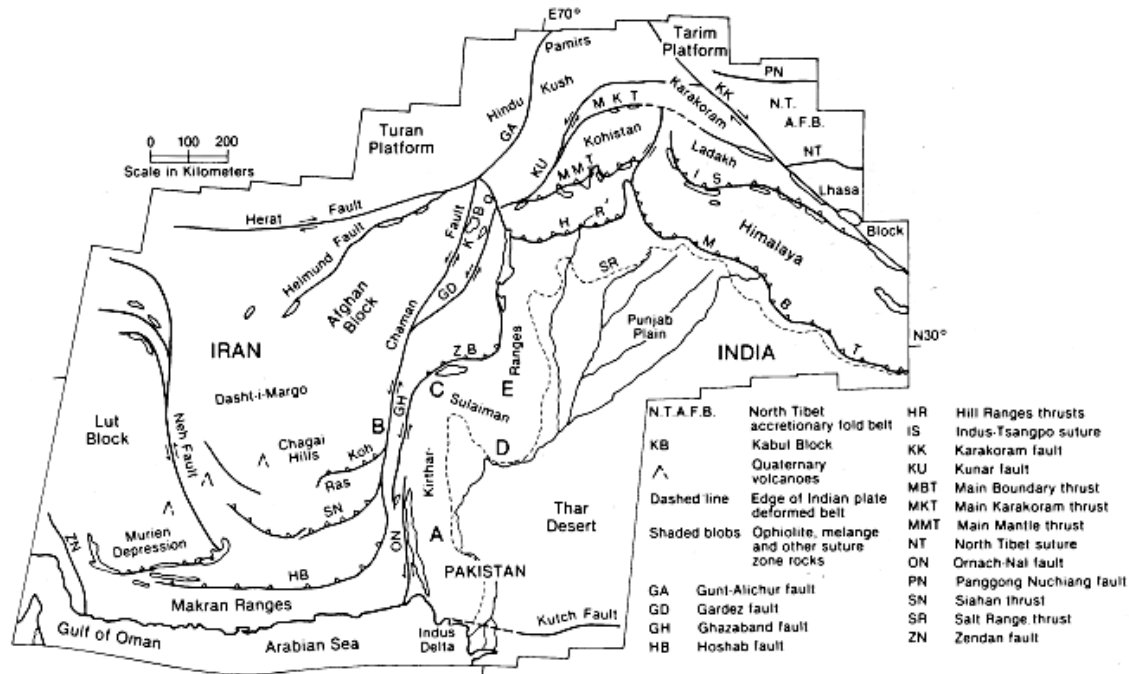 E70°
Pamirs
Tarim
Platform
PN
Hindu Kush
KK
Karakoram
M K T
N.T.
A.F.B.
GA
Turan
Platform
0 100 200
Scale in Kilometers
Kohistan
KU
M M T
Ladakh
NT
I S
Lhasa
Block
Herat Fault
Fault
K B
H R
Himalaya
Helmund Fault
GD
SR
M B T
Afghan
Block
Chaman
Punjab
Plain
N30°
IRAN
Z B
Ranges
INDIA
Dasht-i-Margo
GH
C
E
Sulaiman
Lut
Block
Neh Fault
B
Chagai
Hills
Ras Koh
D
Kirthar-
SN
Thar
Desert
Murien
Depression
ZN
A
ON
HB
PAKISTAN
Makran Ranges
Gulf of Oman
Arabian Sea
Indus
Delta
Kutch Fault
N.T.A.F.B. North Tibet
accretionary fold belt
KB Kabul Block
Quaternary
volcanoes
Dashed line Edge of Indian plate
deformed belt
Shaded blobs Ophiolite, melange
and other suture
zone rocks
GA Gunt-Alichur fault
GD Gardez fault
GH Ghazaband fault
HB Hoshab fault
HR Hill Ranges thrusts
IS Indus-Tsangpo suture
KK Karakoram fault
KU Kunar fault
MBT Main Boundary thrust
MKT Main Karakoram thrust
MMT Main Mantle thrust
NT North Tibet suture
ON Ornach-Nal fault
PN Panggong Nuchiang fault
SN Siahan thrust
SR Salt Range thrust
ZN Zendan fault